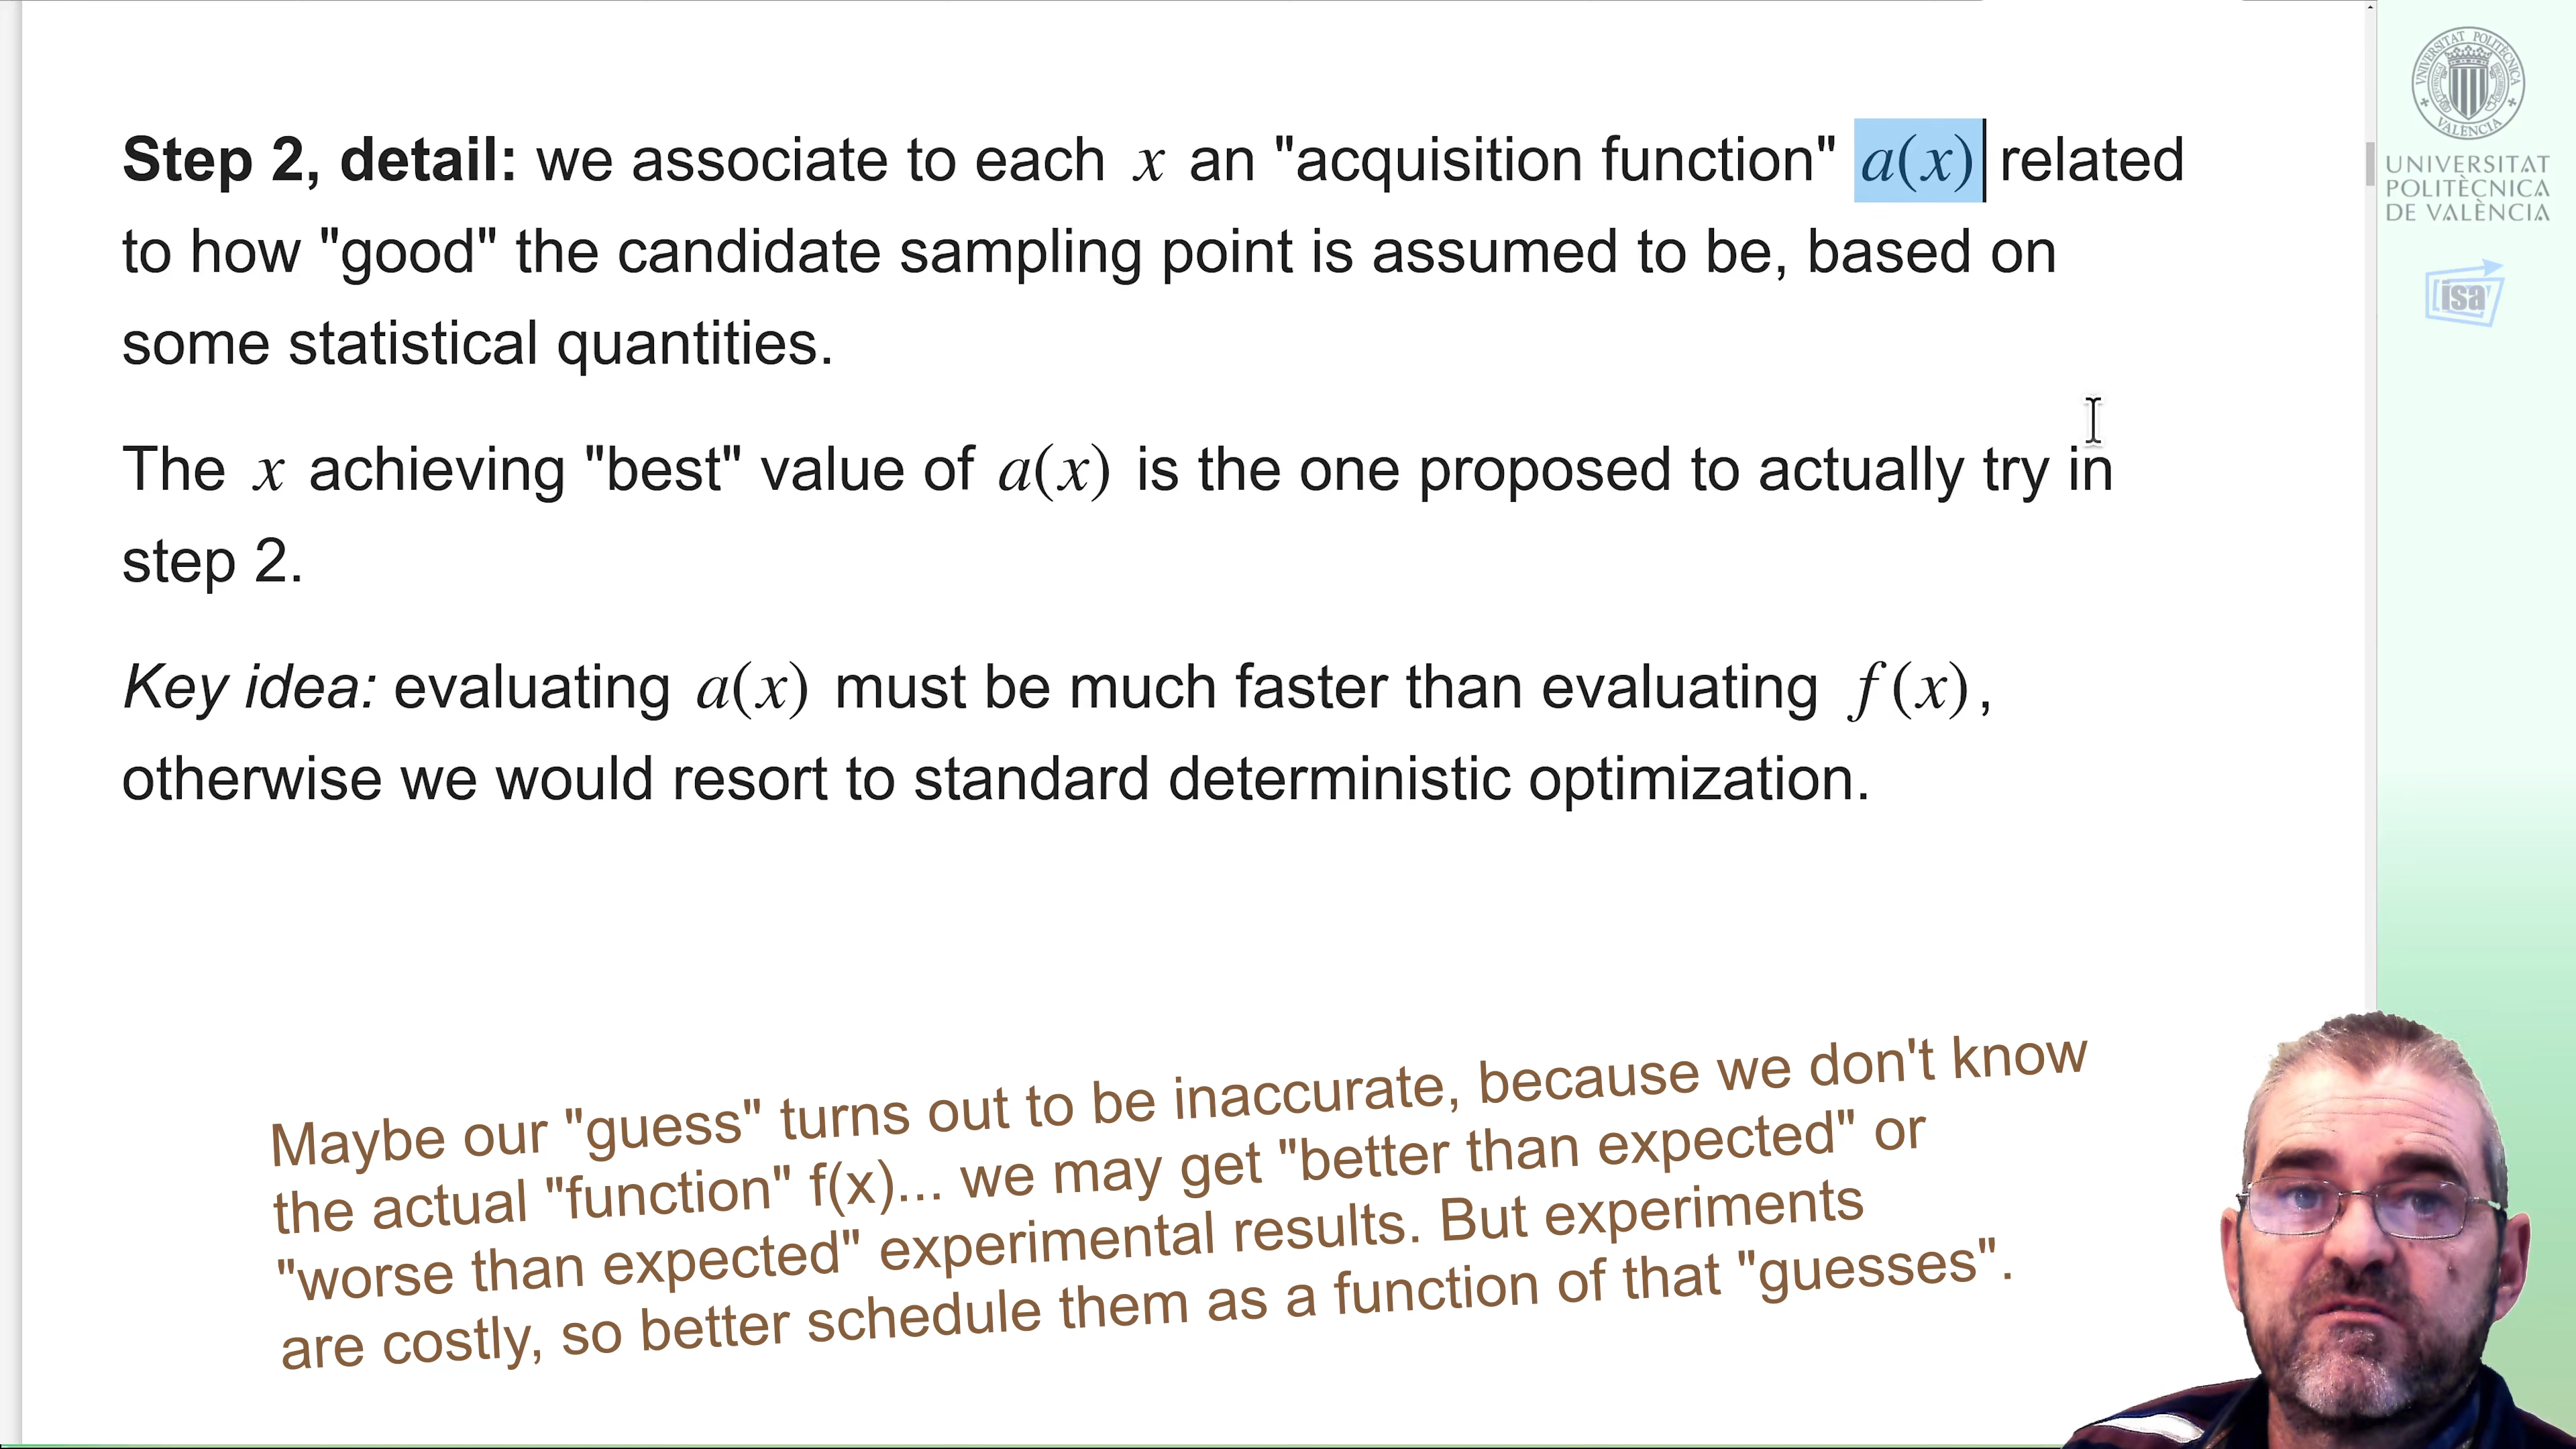 Step 2, detail: we associate to each x an "acquisition function" a(x) related
to how "good" the candidate sampling point is assumed to be, based on
some statistical quantities.
The x achieving "best" value of a(x) is the one proposed to actually try in
step 2.
Key idea: evaluating a(x) must be much faster than evaluating f(x),
otherwise we would resort to standard deterministic optimization.
Maybe our "guess" turns out to be inaccurate, because we don't know
the actual "function" f(x)... we may get "better than expected" or
"worse than expected" experimental results. But experiments
are costly, so better schedule them as a function of that "guesses".
VNIVERSITAT POLITÈCNICA
DE VALÈNCIA
UNIVERSITAT
POLITÈCNICA
DE VALÈNCIA
isa